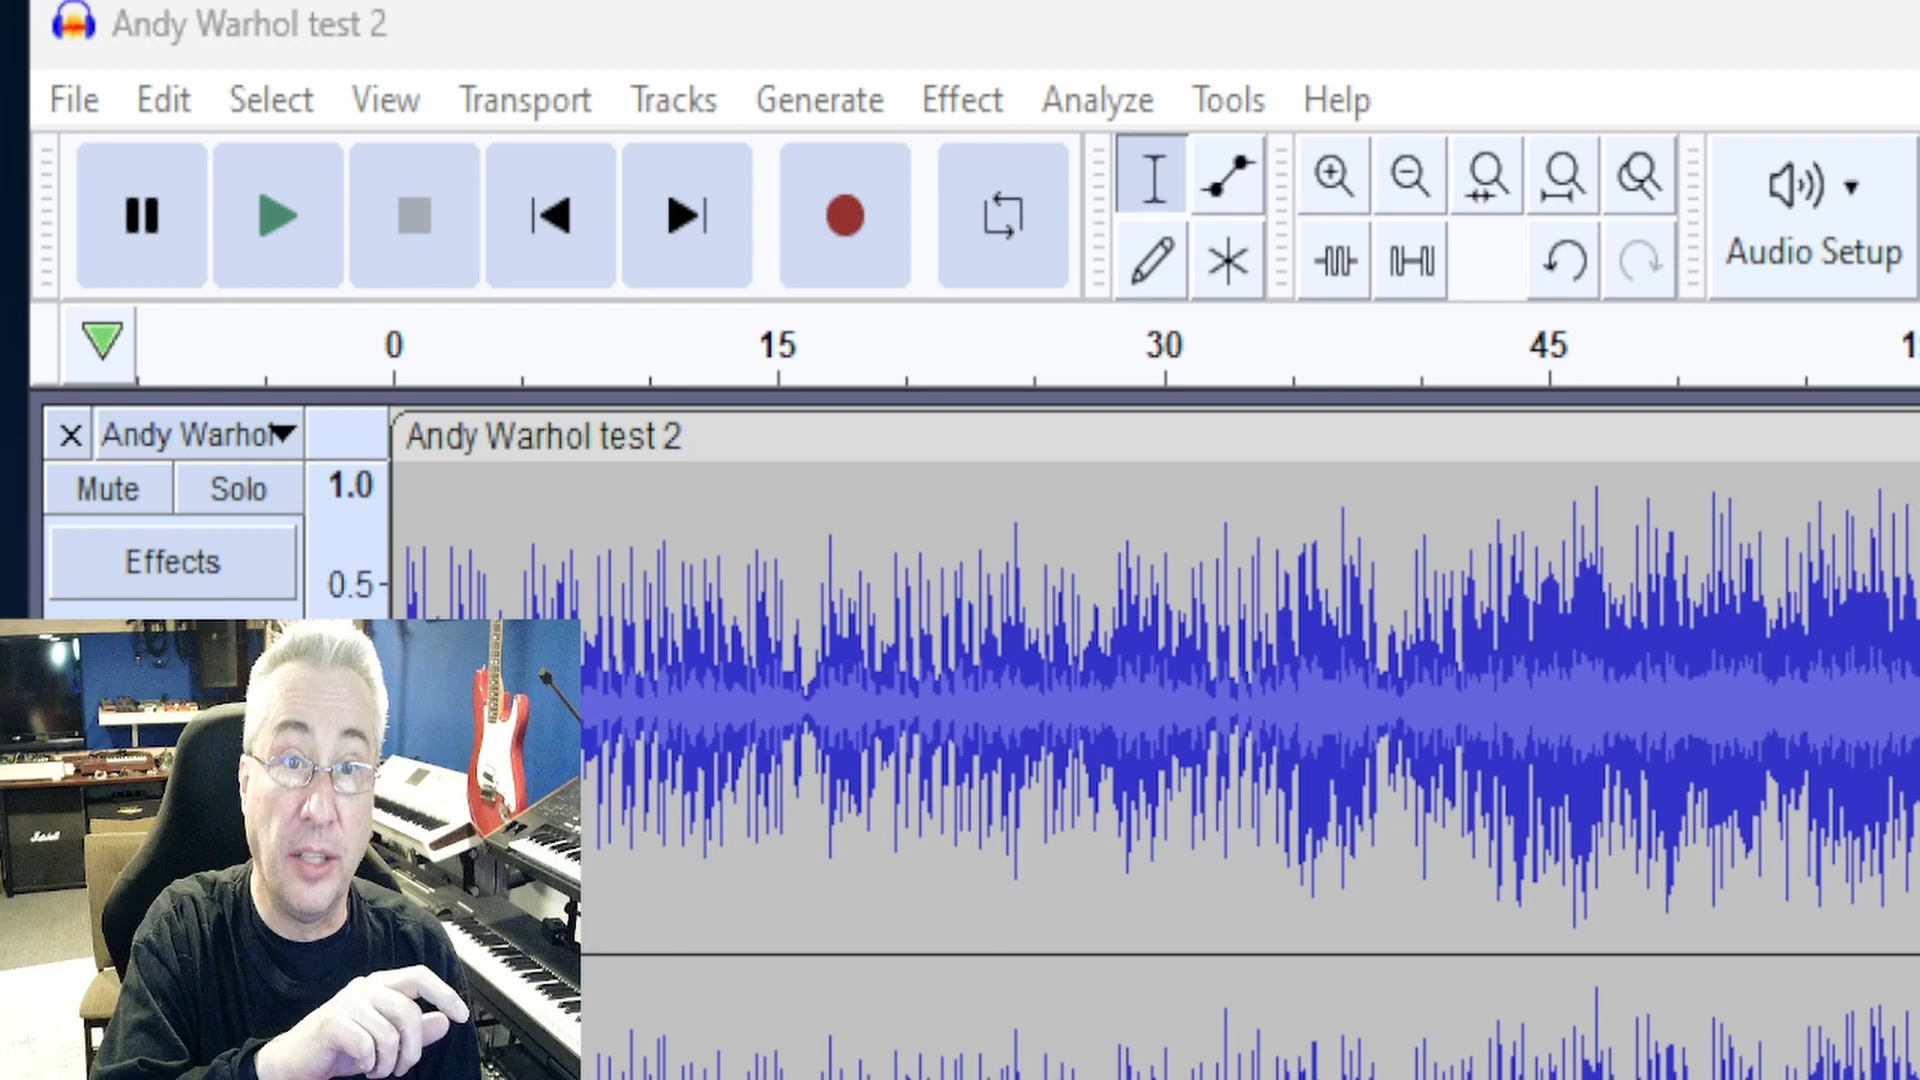 Andy Warhol test 2
File Edit Select View Transport Tracks Generate Effect Analyze Tools Help
Audio Setup
0 15 30 45
Andy Warhol
Andy Warhol test 2
Mute Solo
1.0
Effects
0.5
Marshall